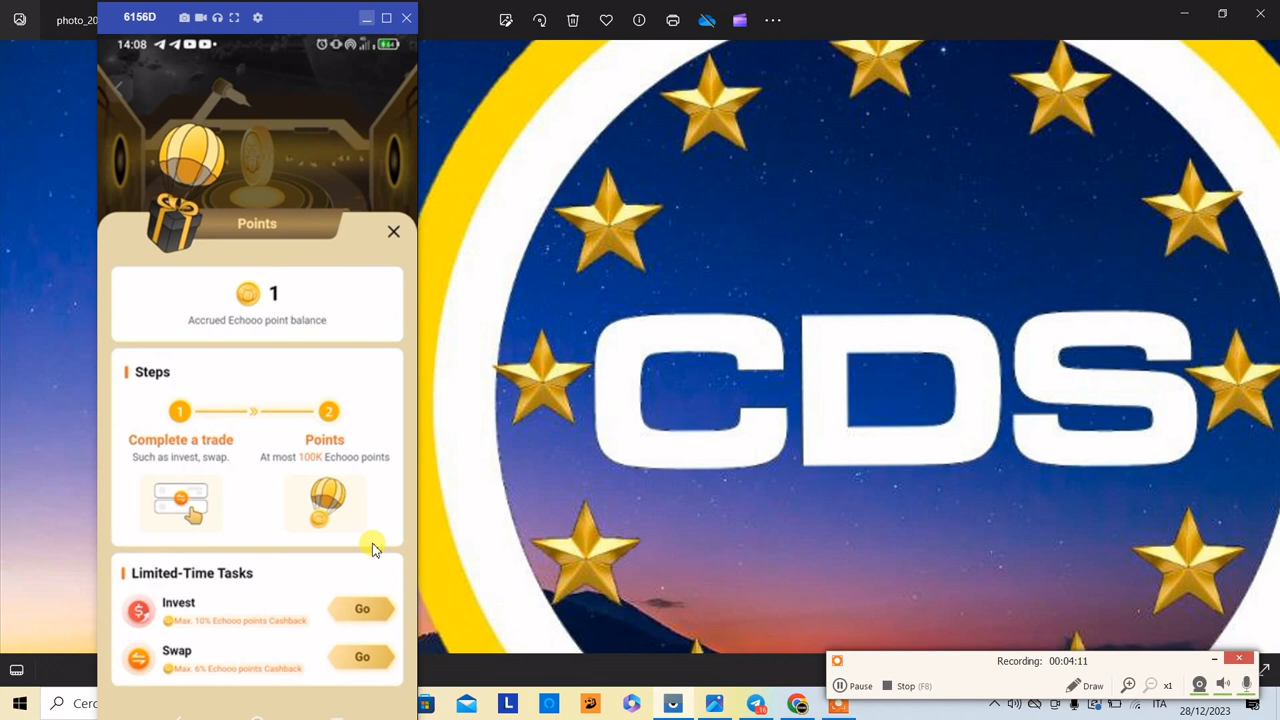 6156D
photo_20
14:08
Points
1
Accrued Echooo point balance
Steps
1
2
Complete a trade
Points
Such as invest, swap.
At most 100K Echooo points
Limited-Time Tasks
Invest
Max. 10% Echooo points Cashback
Go
Swap
Max. 6% Echooo points Cashback
Go
CDS
Recording: 00:04:11
Pause
Stop (F8)
Draw
x1
Cerc
L
16
ITA
28/12/2023